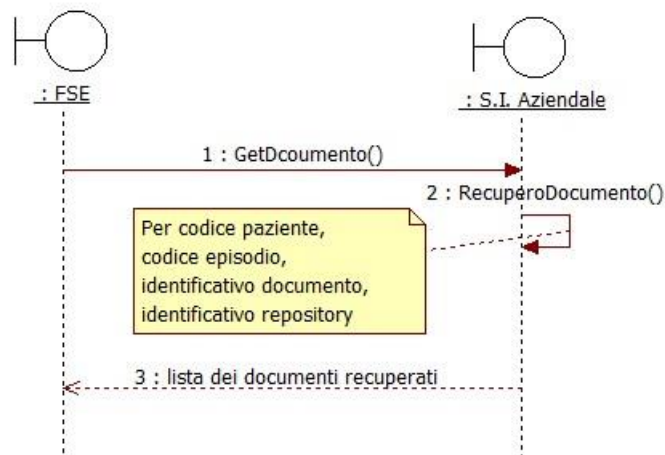 : FSE
: S.I. Aziendale
1 : GetDcoumento()
2 : RecuperoDocumento()
Per codice paziente,
codice episodio,
identificativo documento,
identificativo repository
3 : lista dei documenti recuperati